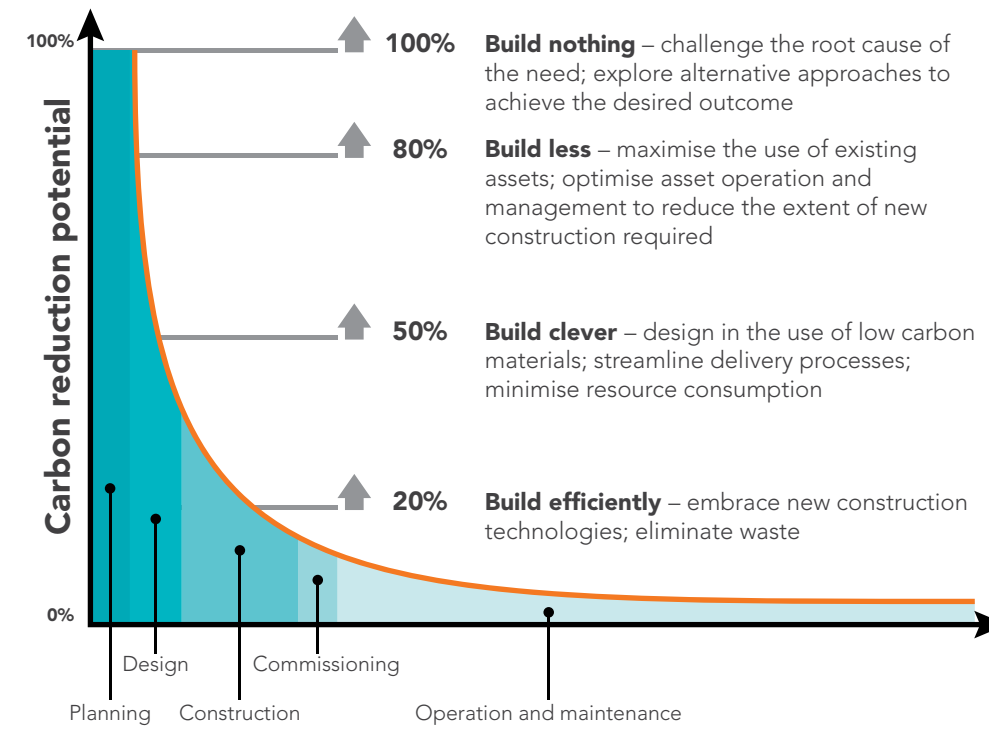 100%
Carbon reduction potential
0%
100%
Build nothing – challenge the root cause of
the need; explore alternative approaches to
achieve the desired outcome
80%
Build less – maximise the use of existing
assets; optimise asset operation and
management to reduce the extent of new
construction required
50%
Build clever – design in the use of low carbon
materials; streamline delivery processes;
minimise resource consumption
20%
Build efficiently – embrace new construction
technologies; eliminate waste
Design
Commissioning
Planning
Construction
Operation and maintenance